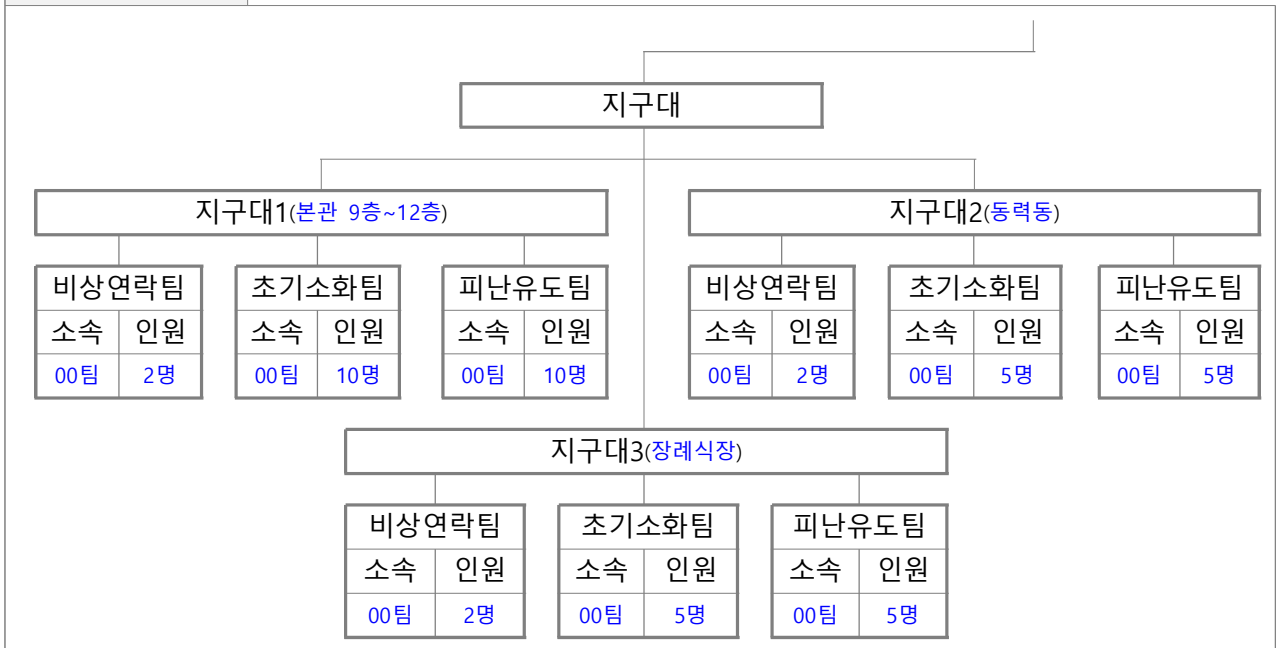 지구대
지구대1(본관 9층~12층) 지구대2(동력동)
비상연락팀 초기소화팀 피난유도팀 비상연락팀 초기소화팀 피난유도팀
소속 인원 소속 인원 소속 인원 소속 인원 소속 인원 소속 인원
00팀 2명 00팀 10명 00팀 10명 00팀 2명 00팀 5명 00팀 5명
지구대3(장례식장)
비상연락팀 초기소화팀 피난유도팀
소속 인원 소속 인원 소속 인원
00팀 2명 00팀 5명 00팀 5명